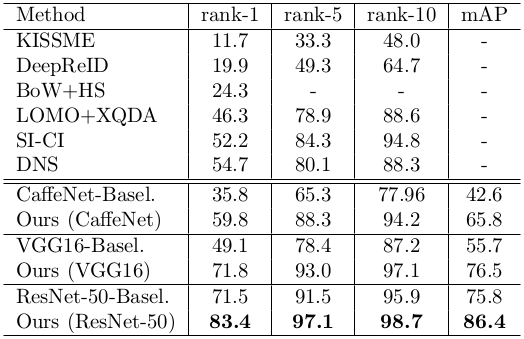 Method rank-1 rank-5 rank-10 mAP
KISSME 11.7 33.3 48.0 -
DeepReID 19.9 49.3 64.7 -
BoW+HS 24.3 - - -
LOMO+XQDA 46.3 78.9 88.6 -
SI-CI 52.2 84.3 94.8 -
DNS 54.7 80.1 88.3 -
CaffeNet-Basel. 35.8 65.3 77.96 42.6
Ours (CaffeNet) 59.8 88.3 94.2 65.8
VGG16-Basel. 49.1 78.4 87.2 55.7
Ours (VGG16) 71.8 93.0 97.1 76.5
ResNet-50-Basel. 71.5 91.5 95.9 75.8
Ours (ResNet-50) 83.4 97.1 98.7 86.4